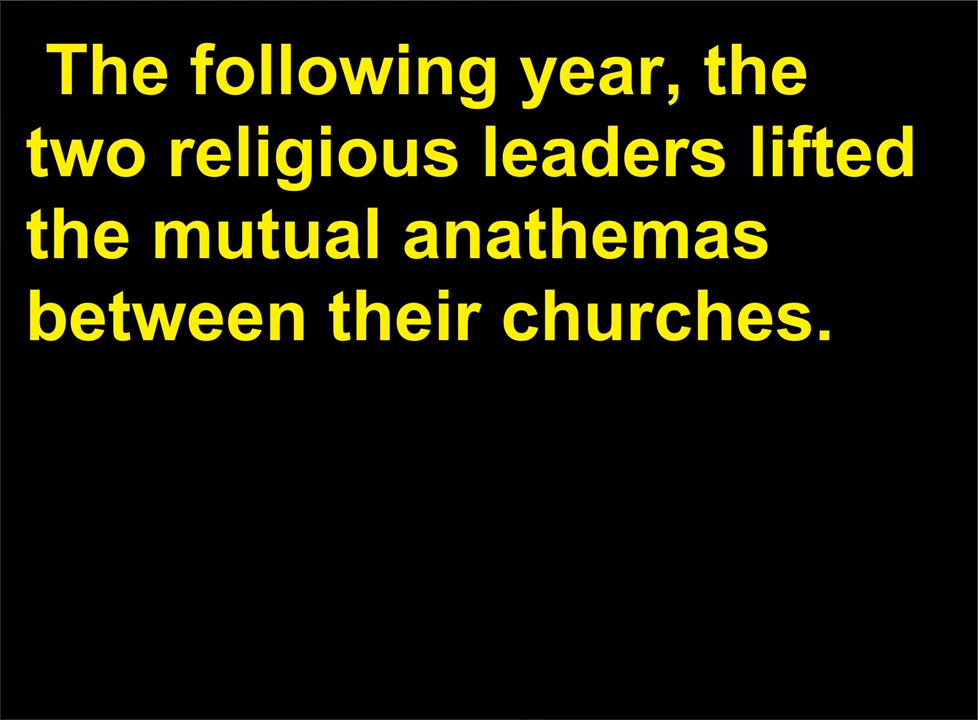 The following year, the
two religious leaders lifted
the mutual anathemas
between their churches.